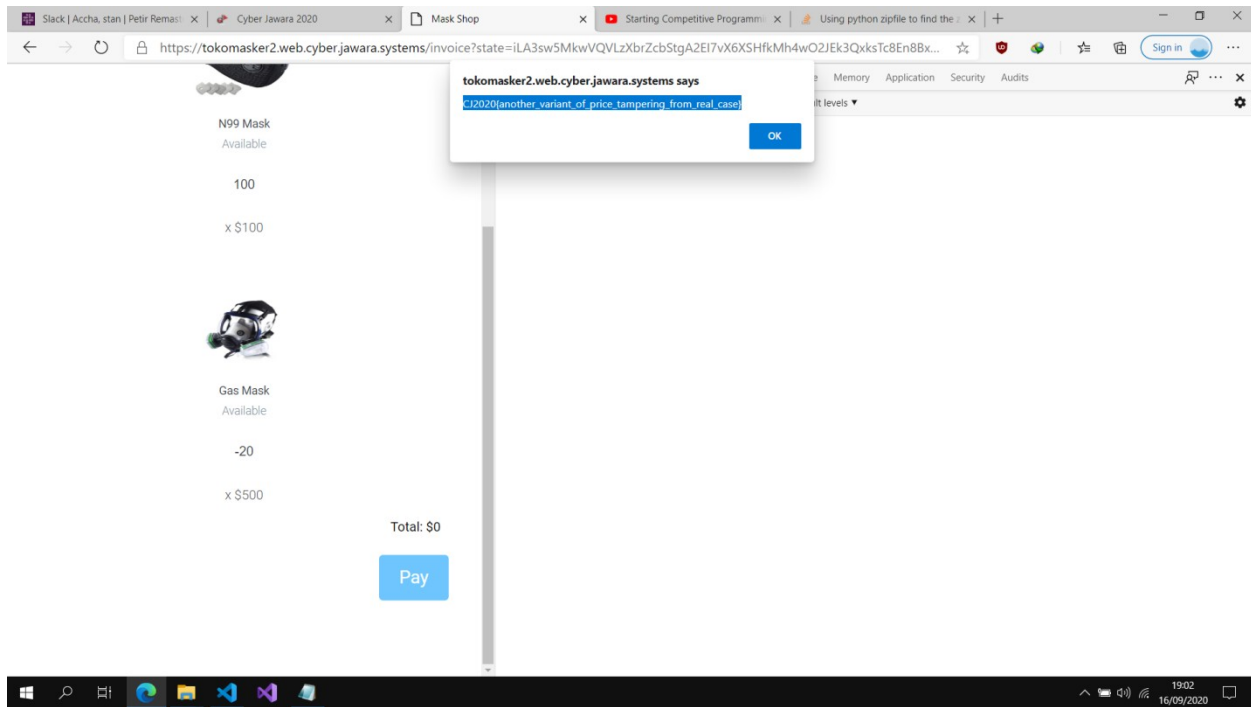 Slack | Accha, stan | Petir Remast
Cyber Jawara 2020
Mask Shop
Starting Competitive Programmi
Using python zipfile to find the
https://tokomasker2.web.cyber.jawara.systems/invoice?state=iLA3sw5MkwVQVLzXbrZcbStgA2EI7vX6XSHfkMh4wO2JEk3QxksTc8En8Bx...
Sign in
Memory Application Security Audits
ult levels ▼
tokomasker2.web.cyber.jawara.systems says
CJ2020{another_variant_of_price_tampering_from_real_case}
OK
N99 Mask
Available
100
x $100
Gas Mask
Available
-20
x $500
Total: $0
Pay
19:02
16/09/2020